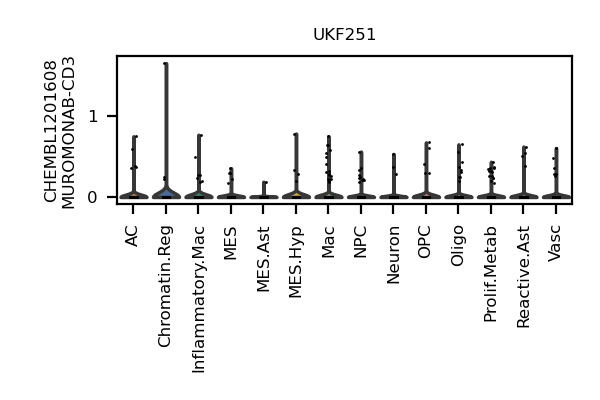 UKF251
CHEMBL1201608
MUROMONAB-CD3
1
0
AC
Chromatin.Reg
Inflammatory.Mac
MES
MES.Ast
MES.Hyp
Mac
NPC
Neuron
OPC
Oligo
Prolif.Metab
Reactive.Ast
Vasc